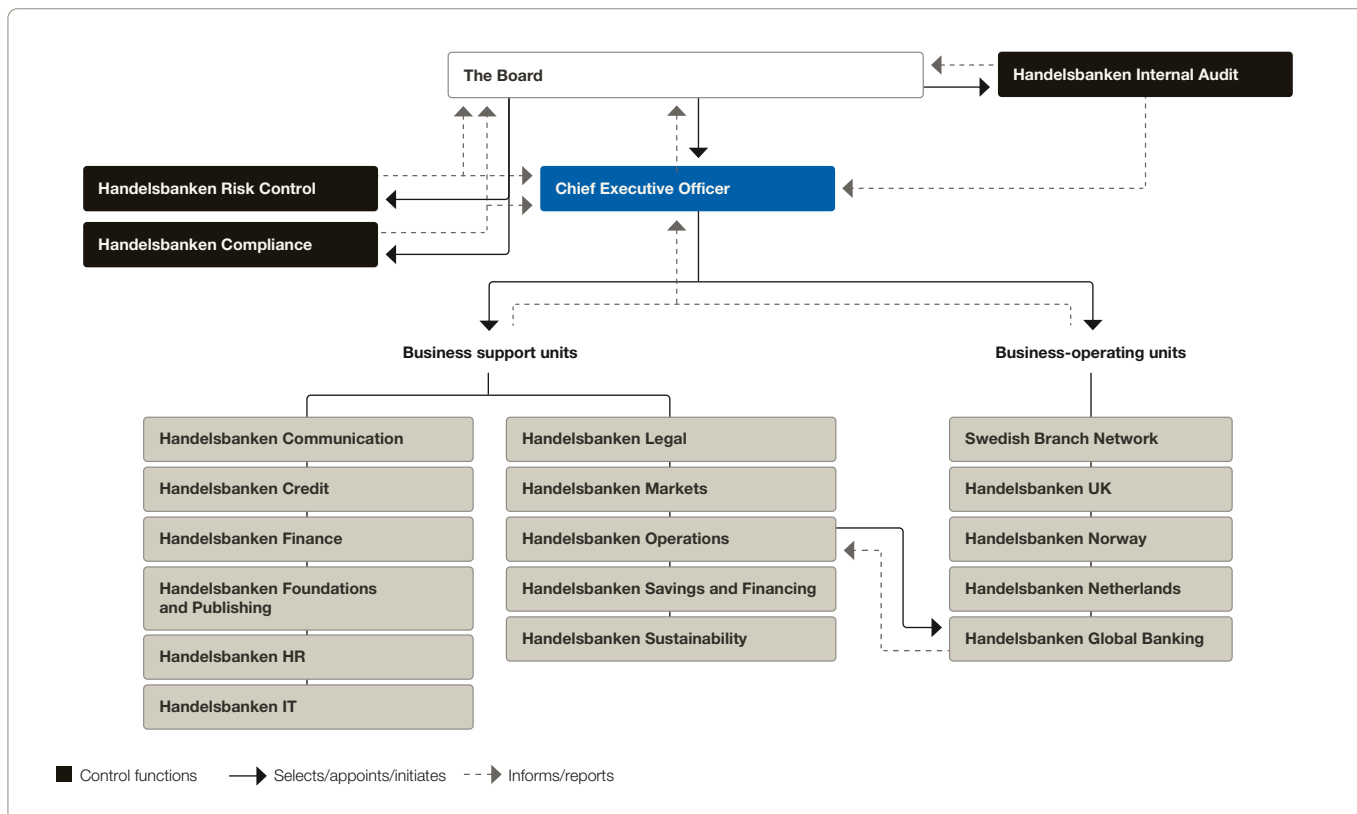 The Board
Handelsbanken Internal Audit
Handelsbanken Risk Control
Chief Executive Officer
Handelsbanken Compliance
Business support units
Business-operating units
Handelsbanken Communication
Handelsbanken Credit
Handelsbanken Finance
Handelsbanken Foundations
and Publishing
Handelsbanken HR
Handelsbanken IT
Handelsbanken Legal
Handelsbanken Markets
Handelsbanken Operations
Handelsbanken Savings and Financing
Handelsbanken Sustainability
Swedish Branch Network
Handelsbanken UK
Handelsbanken Norway
Handelsbanken Netherlands
Handelsbanken Global Banking
Control functions
Selects/appoints/initiates
Informs/reports